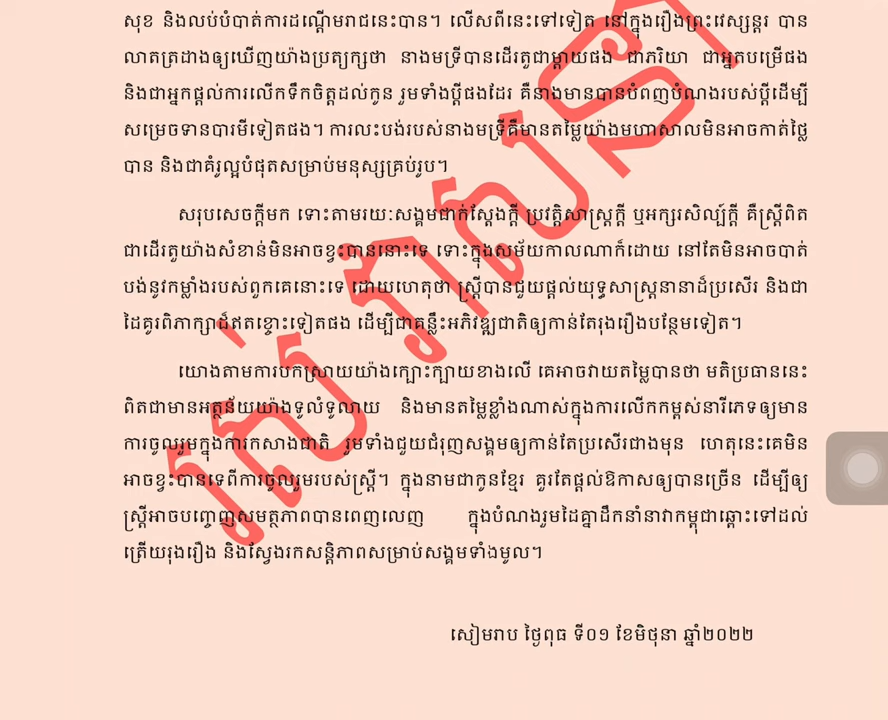 សុខ និងលប់បំបាត់ការដណ្ដើមរាជនេះបាន។ លើសពីនេះទៅទៀត នៅក្នុងរឿងព្រះវេស្សន្តរ បាន
លាតត្រដាងឲ្យឃើញយ៉ាងប្រត្យក្សថា នាងមទ្រីបានដើរតួជាម្ដាយផង ជាភរិយា ជាអ្នតបម្រើផង
និងជាអ្នកផ្ដល់ការលើកទឹកចិត្តដល់កូន រួមទាំងប្ដីផងដែរ គឺនាងមានបានបំពញបំណងរបស់ប្ដីដើម្បី
សម្រេចទានបារមីទៀតផង។ ការលះបង់របស់នាងមទ្រីគឺមានតម្លៃយ៉ាងមហាសាលមិនអាចកាត់ថ្លៃ
បាន និងជាគំរូល្អបំផុតសម្រាប់មនុស្សគ្រប់រូប។
សរុបសេចក្ដីមក ទោះតាមរយៈសង្គមជាក់ស្ដែងក្ដី ប្រវត្តិសាស្ត្រក្ដី ឬអក្សរសិល្ប៍ក្ដី គឺស្ត្រីពិត
ជាដើរតួយ៉ាងសំខាន់មិនអាចខ្វះបាននោះទេ ទោះក្នុងសម័យកាលណាក៏ដោយ នៅតែមិនអាចបាត់
បង់នូវកម្លាំងរបស់ពួកគេនោះទេ ដោយហេតុថា ស្ត្រីបានជួយផ្ដល់យុទ្ធសាស្ត្រនានាដ៏ប្រសើរ និងជា
ដៃគូរពិភាក្សាដ៏ឥតខ្ចោះទៀតផង ដើម្បីជាគន្លឹះអភិវឌ្ឍជាតិឲ្យកាន់តែរុងរឿងបន្ថែមទៀត។
យោងតាមការបកស្រាយយ៉ាងក្បោះក្បាយខាងលើ គេអាចវាយតម្លៃបានថា មតិប្រធាននេះ
ពិតជាមានអត្ថន័យយ៉ាងទូលំទូលាយ និងមានតម្លៃខ្លាំងណាស់ក្នុងការលើកកម្ពស់នារីភេទឲ្យមាន
ការចូលរួមក្នុងការកសាងជាតិ រួមទាំងជួយជំរុញសង្គមឲ្យកាន់តែប្រសើរជាងមុន ហេតុនេះគេមិន
អាចខ្វះបានទេពីការចូលរួមរបស់ស្ត្រី។ ក្នុងនាមជាកូនខ្មែរ គួរតែផ្ដល់ឱកាសឲ្យបានច្រើន ដើម្បីឲ្យ
ស្ត្រីអាចបញ្ចេញសមត្ថភាពបានពេញលេញ ក្នុងបំណងរួមដៃគ្នាដឹកនាំនាវាកម្ពុជាឆ្ពោះទៅដល់
ត្រើយរុងរឿង និងស្វែងរកសន្តិភាពសម្រាប់សង្គមទាំងមូល។
សៀមរាប ថ្ងៃពុធ ទី០១ ខែមិថុនា ឆ្នាំ២០២២